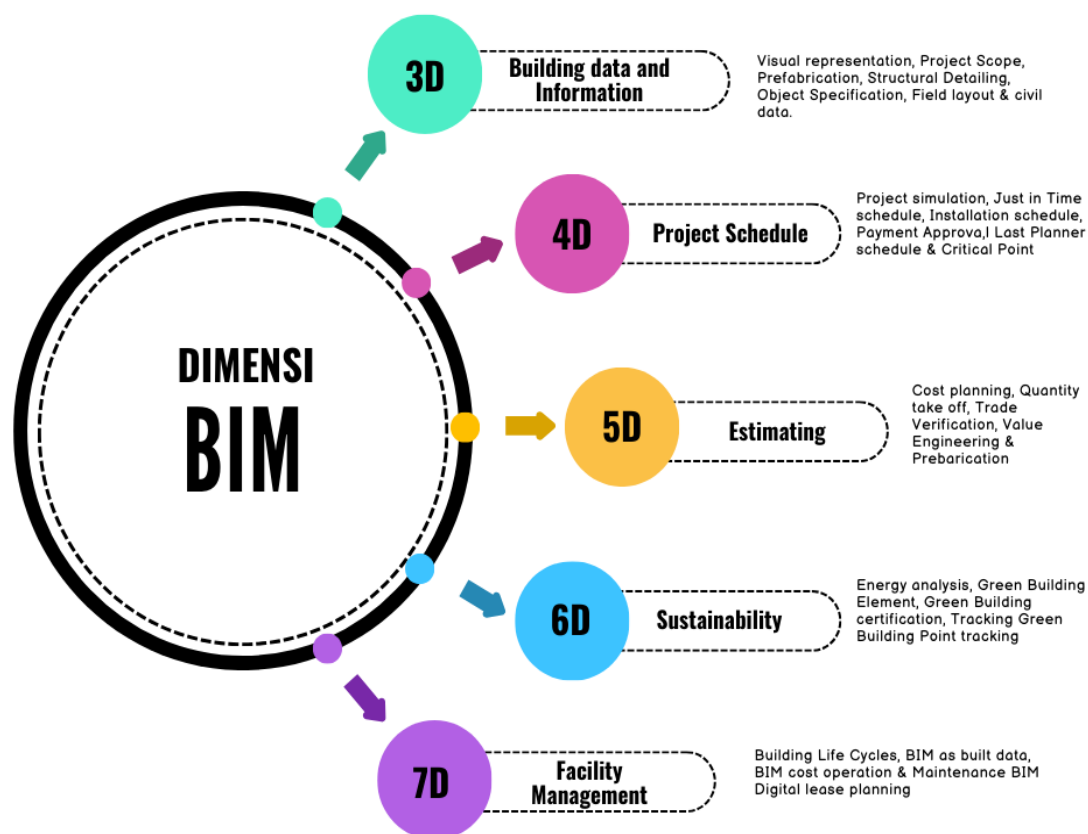 3D
Building data and
Information
Visual representation, Project Scope,
Prefabrication, Structural Detailing,
Object Specification, Field layout & civil
data.
4D
Project Schedule
Project simulation, Just in Time
schedule, Installation schedule,
Payment Approva,l Last Planner
schedule & Critical Point
DIMENSI
BIM
5D
Estimating
Cost planning, Quantity
take off, Trade
Verification, Value
Engineering &
Prebarication
6D
Sustainability
Energy analysis, Green Building
Element, Green Building
certification, Tracking Green
Building Point tracking
7D
Facility
Management
Building Life Cycles, BIM as built data,
BIM cost operation & Maintenance BIM
Digital lease planning